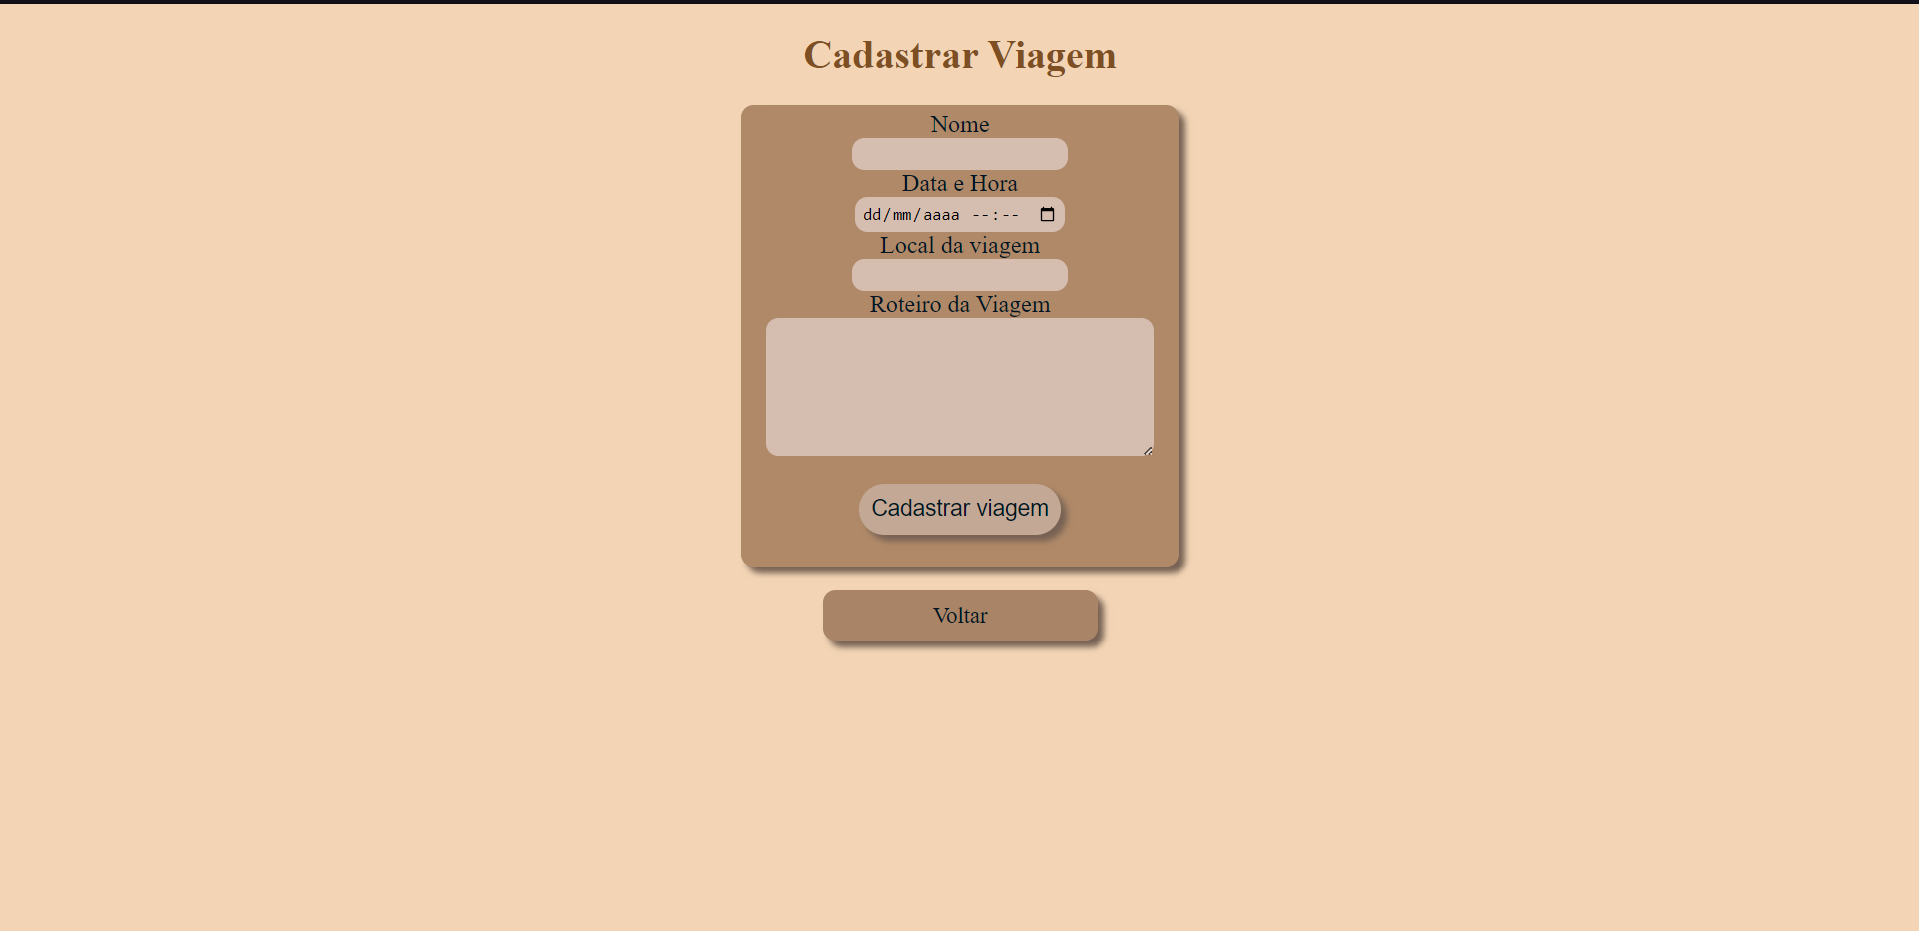 Cadastrar Viagem
Nome
Data e Hora
dd/mm/aaaa --:--
Local da viagem
Roteiro da Viagem
Cadastrar viagem
Voltar